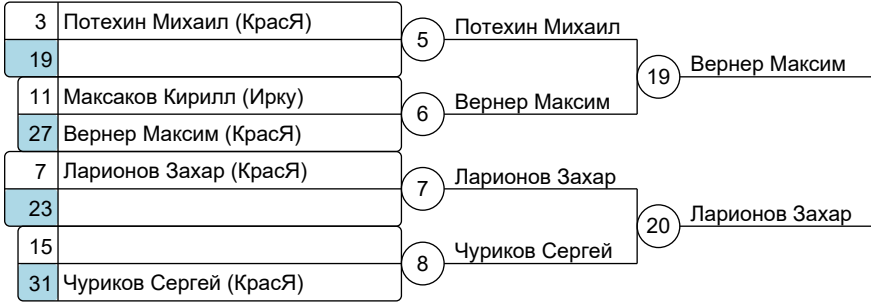 3 Потехин Михаил (КрасЯ)
19
5
Потехин Михаил
11 Максаков Кирилл (Ирку)
27 Вернер Максим (КрасЯ)
6
Вернер Максим
19
Вернер Максим
7 Ларионов Захар (КрасЯ)
23
7
Ларионов Захар
15
31 Чуриков Сергей (КрасЯ)
8
Чуриков Сергей
20
Ларионов Захар